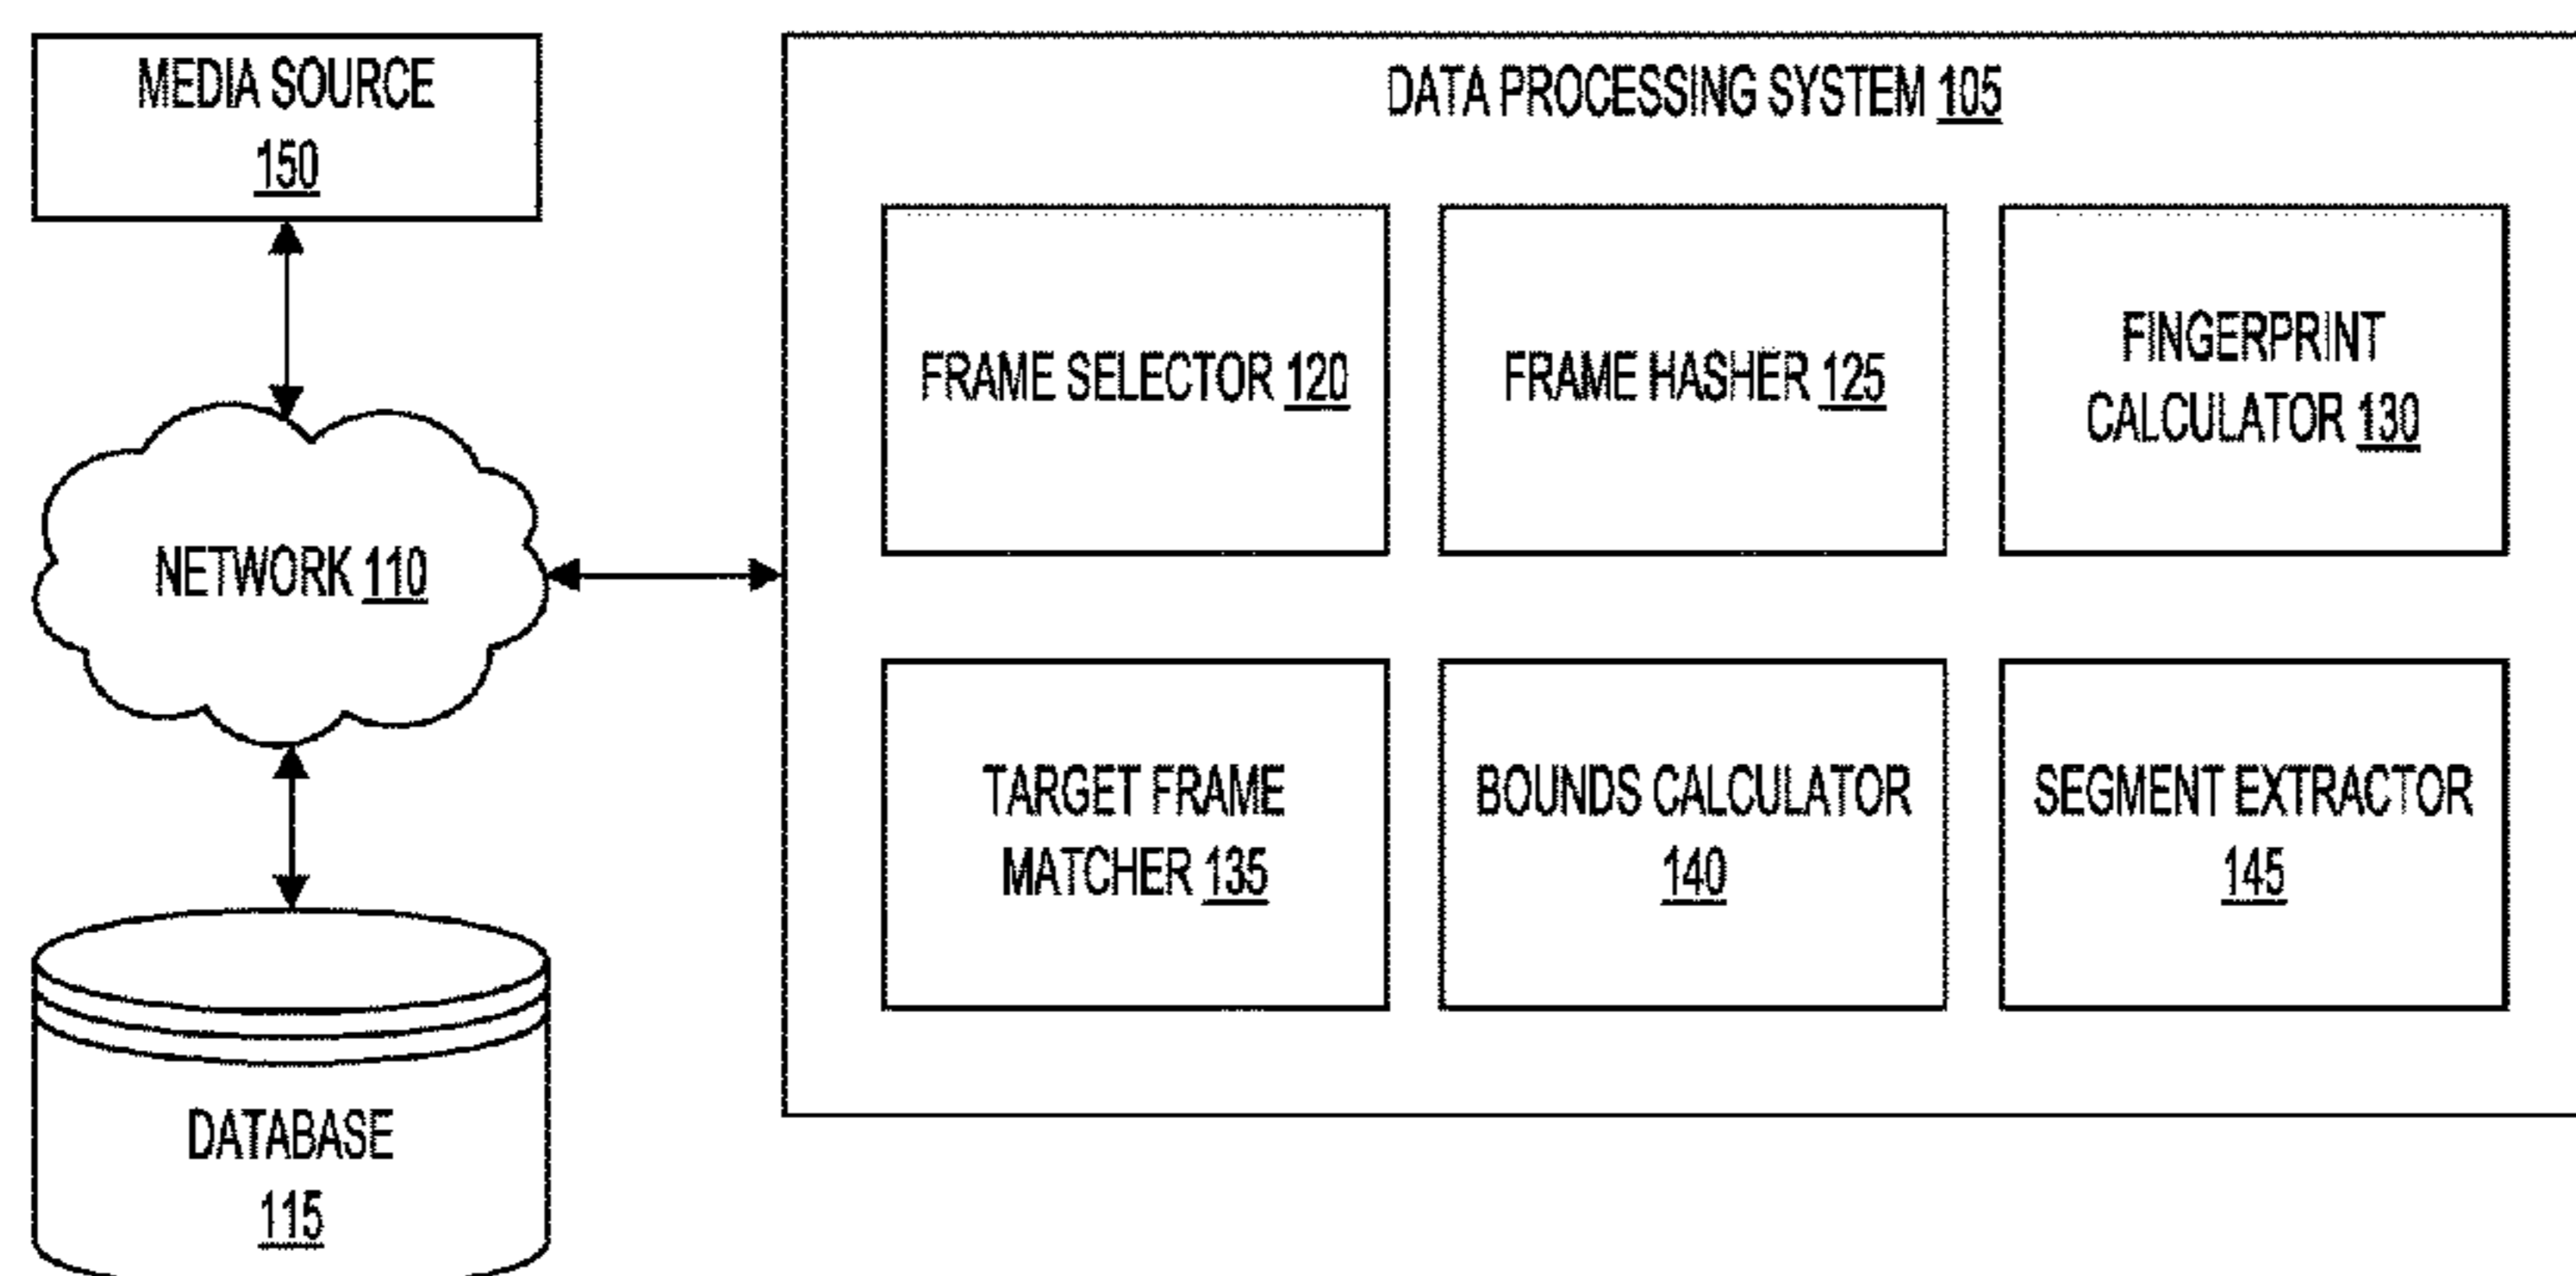 MEDIA SOURCE
150
DATA PROCESSING SYSTEM 105
FRAME SELECTOR 120
FRAME HASHER 125
FINGERPRINT
CALCULATOR 130
NETWORK 110
TARGET FRAME
MATCHER 135
BOUNDS CALCULATOR
140
SEGMENT EXTRACTOR
145
DATABASE
115